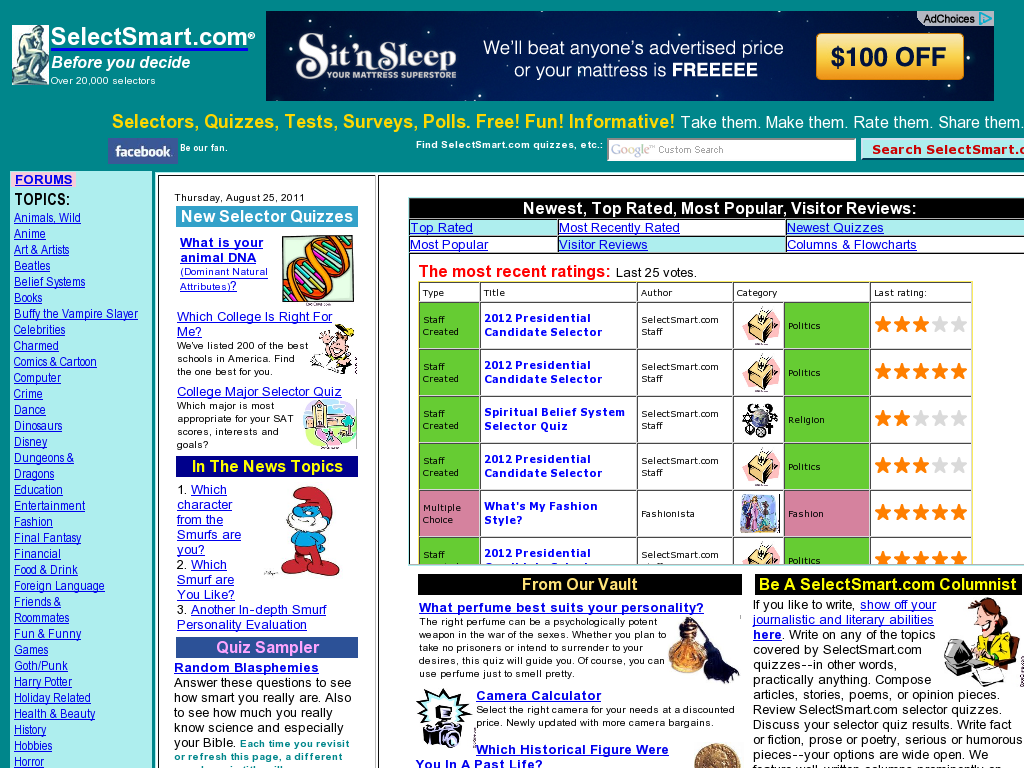 SelectSmart.com®
Before you decide
Over 20,000 selectors
AdChoices
Sit'n Sleep
YOUR MATTRESS SUPERSTORE
We'll beat anyone's advertised price
or your mattress is FREEEEE
$100 OFF
Selectors, Quizzes, Tests, Surveys, Polls. Free! Fun! Informative! Take them. Make them. Rate them. Share them.
facebook Be our fan.
Find SelectSmart.com quizzes, etc.: Google™ Custom Search Search SelectSmart.c
FORUMS
TOPICS:
Animals, Wild
Anime
Art & Artists
Beatles
Belief Systems
Books
Buffy the Vampire Slayer
Celebrities
Charmed
Comics & Cartoon
Computer
Crime
Dance
Dinosaurs
Disney
Dungeons &
Dragons
Education
Entertainment
Fashion
Final Fantasy
Financial
Food & Drink
Foreign Language
Friends &
Roommates
Fun & Funny
Games
Goth/Punk
Harry Potter
Holiday Related
Health & Beauty
History
Hobbies
Horror
Thursday, August 25, 2011
New Selector Quizzes
What is your
animal DNA
(Dominant Natural
Attributes)?
Which College Is Right For
Me?
We've listed 200 of the best
schools in America. Find
the one best for you.
College Major Selector Quiz
Which major is most
appropriate for your SAT
scores, interests and
goals?
In The News Topics
1. Which
character
from the
Smurfs are
you?
2. Which
Smurf are
You Like?
3. Another In-depth Smurf
Personality Evaluation
Quiz Sampler
Random Blasphemies
Answer these questions to see
how smart you really are. Also
to see how much you really
know science and especially
your Bible. Each time you revisit
or refresh this page, a different
Newest, Top Rated, Most Popular, Visitor Reviews:
Top Rated Most Recently Rated Newest Quizzes
Most Popular Visitor Reviews Columns & Flowcharts
The most recent ratings: Last 25 votes.
Type Title Author Category Last rating:
Staff Created 2012 Presidential Candidate Selector SelectSmart.com Staff Politics
Staff Created 2012 Presidential Candidate Selector SelectSmart.com Staff Politics
Staff Created Spiritual Belief System Selector Quiz SelectSmart.com Staff Religion
Staff Created 2012 Presidential Candidate Selector SelectSmart.com Staff Politics
Multiple Choice What's My Fashion Style? Fashionista Fashion
Staff 2012 Presidential SelectSmart.com Politics
From Our Vault
What perfume best suits your personality?
The right perfume can be a psychologically potent
weapon in the war of the sexes. Whether you plan to
take no prisoners or intend to surrender to your
desires, this quiz will guide you. Of course, you can
use perfume just to smell pretty.
Camera Calculator
Select the right camera for your needs at a discounted
price. Newly updated with more camera bargains.
Which Historical Figure Were
You In A Past Life?
Be A SelectSmart.com Columnist
If you like to write, show off your
journalistic and literary abilities
here. Write on any of the topics
covered by SelectSmart.com
quizzes--in other words,
practically anything. Compose
articles, stories, poems, or opinion pieces.
Review SelectSmart.com selector quizzes.
Discuss your selector quiz results. Write fact
or fiction, prose or poetry, serious or humorous
pieces--your options are wide open. We